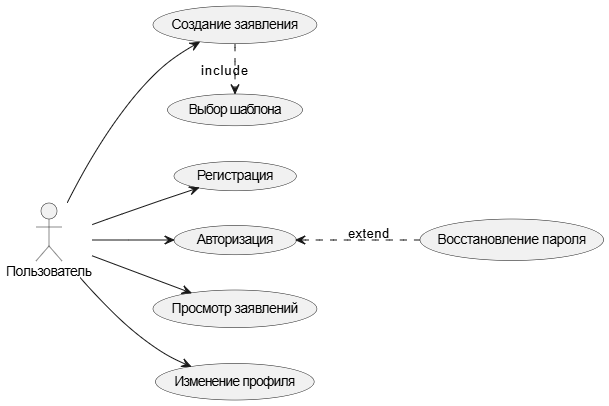 Создание заявления
include
Выбор шаблона
Регистрация
Авторизация
extend
Восстановление пароля
Пользователь
Просмотр заявлений
Изменение профиля